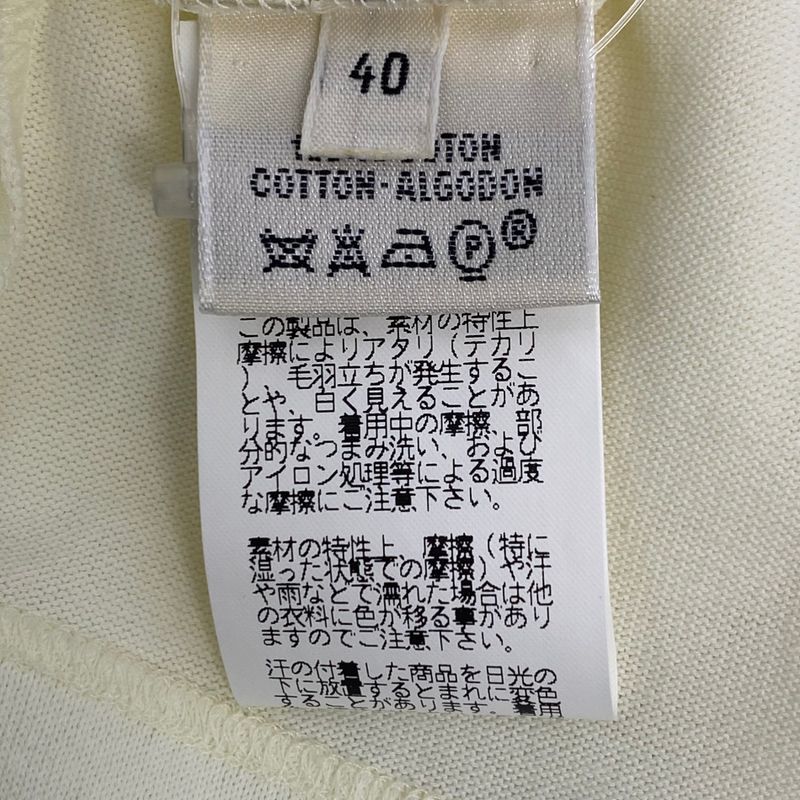 40
COTON
COTTON-ALGODON
P ®
この製品は、素材の特性上
摩擦によりアタリ(テカリ
)、毛羽立ちが発生するこ
とや、白く見えることがあ
ります。着用中の摩擦、部
分的なつまみ洗い、および
アイロン処理等による過度
な摩擦にご注意下さい。
素材の特性上、摩擦(特に
湿った状態での摩擦)や汗
や雨などで濡れた場合は他
の衣料に色が移る事があり
ますのでご注意下さい。
汗の付着した商品を日光の
下に放置するとまれに変色
することがあります。着用